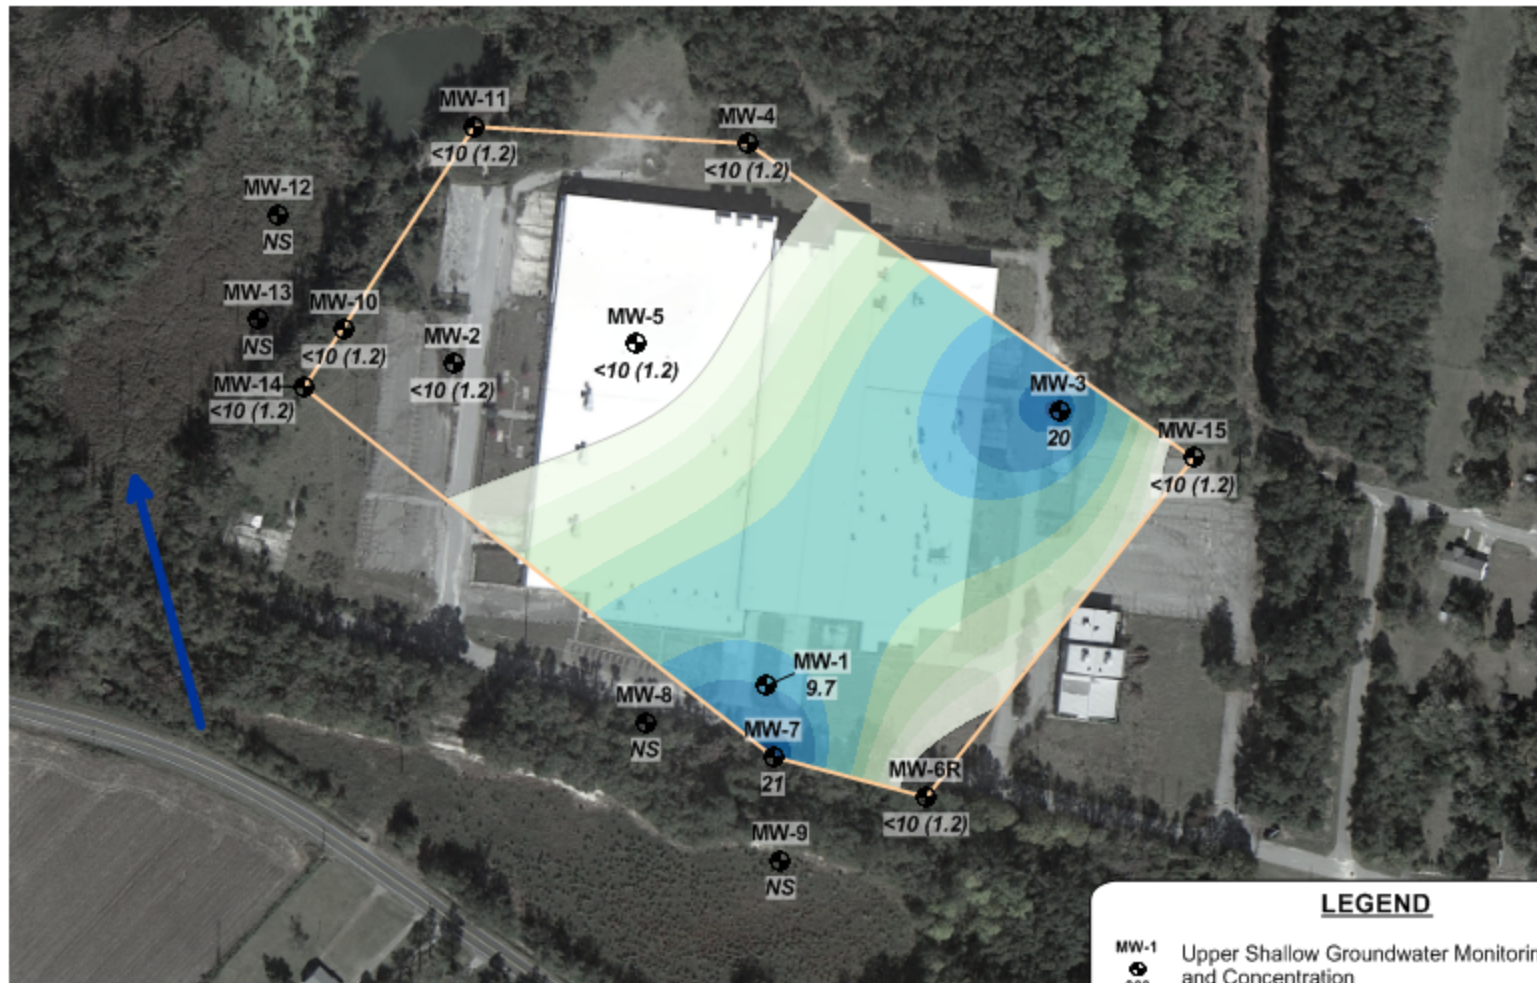 MW-11
<10 (1.2)
MW-4
<10 (1.2)
MW-12
NS
MW-13
NS
MW-10
<10 (1.2)
MW-2
<10 (1.2)
MW-5
<10 (1.2)
MW-14
<10 (1.2)
MW-3
20
MW-15
<10 (1.2)
MW-1
9.7
MW-8
NS
MW-7
21
MW-6R
<10 (1.2)
MW-9
NS
LEGEND
MW-1
Upper Shallow Groundwater
and Concentration